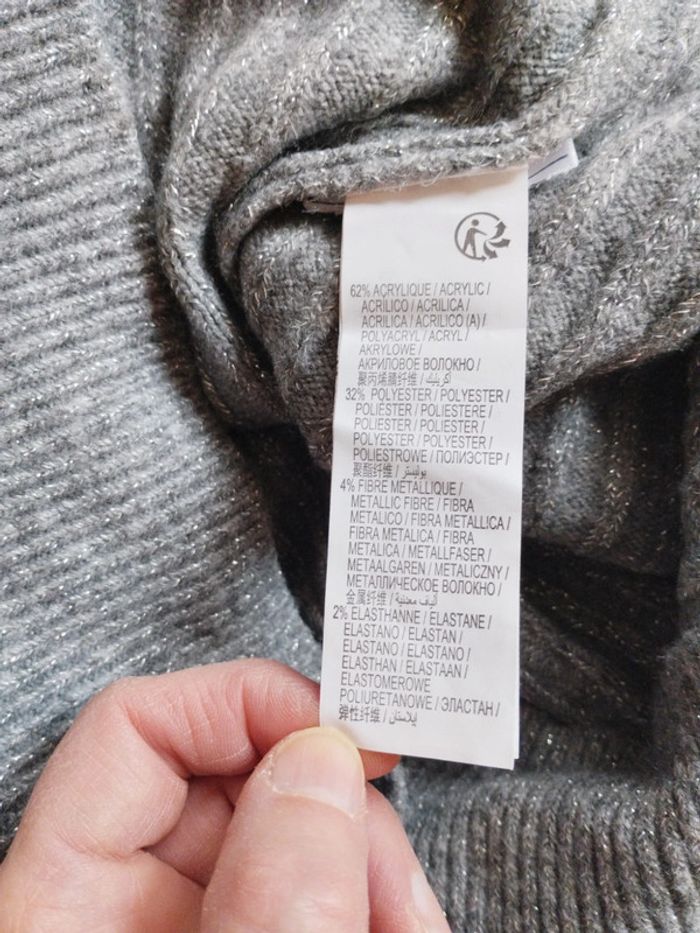 62% ACRYLIQUE / ACRYLIC /
ACRILICO / ACRILICA /
ACRILICA / ACRILICO (A) /
POLYACRYL / ACRYL /
AKRYLOWE /
АКРИЛОВОЕ ВОЛОКНО /
聚丙烯腈纤维 / أكريليك
32% POLYESTER / POLYESTER /
POLIÉSTER / POLIESTERE /
POLIESTER / POLIESTER /
POLYESTER / POLYESTER /
POLIESTROWE / ПОЛИЭСТЕР /
聚酯纤维 / بوليستر
4% FIBRE METALLIQUE /
METALLIC FIBRE / FIBRA
METALICO / FIBRA METALLICA /
FIBRA METALICA / FIBRA
METALICA / METALLFASER /
METAALGAREN / METALICZNY /
МЕТАЛЛИЧЕСКОЕ ВОЛОКНО /
金属纤维 / ألياف معدنية
2% ELASTHANNE / ELASTANE /
ELASTANO / ELASTAN /
ELASTANO / ELASTANO /
ELASTHAN / ELASTAAN /
ELASTOMEROWE
POLIURETANOWE / ЭЛАСТАН /
弹性纤维 / إيلاستان